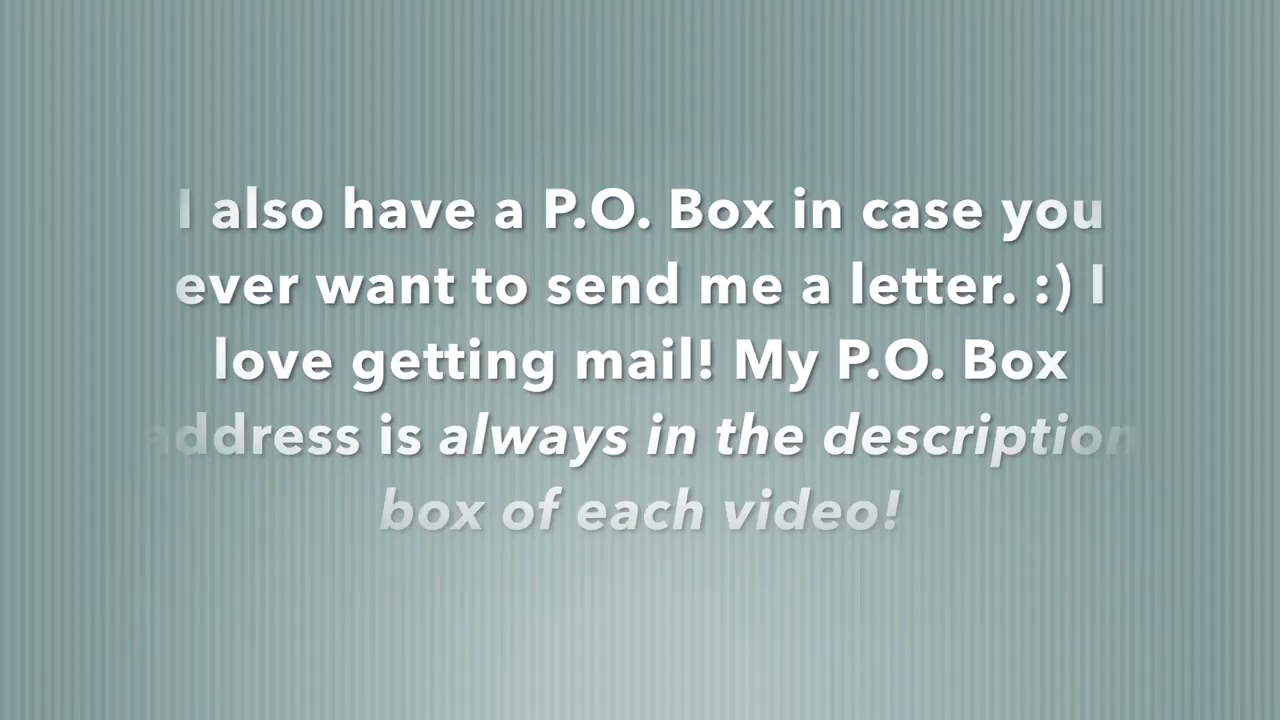 I also have a P.O. Box in case you
ever want to send me a letter. :) I
love getting mail! My P.O. Box
address is always in the description
box of each video!